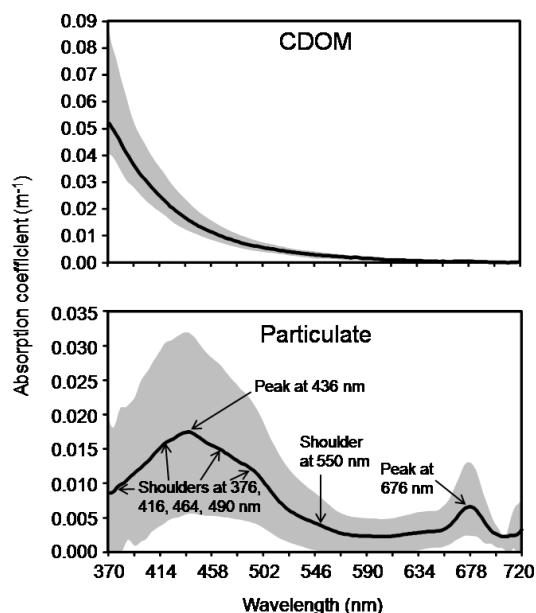 CDOM
0.09
0.08
0.07
0.06
0.05
0.04
0.03
0.02
0.01
0.00
Absorption coefficient (m⁻¹)
Particulate
0.035
0.030
0.025
0.020
0.015
0.010
0.005
0.000
Peak at 436 nm
Shoulder
at 550 nm
Peak at
676 nm
Shoulders at 376,
416, 464, 490 nm
370 414 458 502 546 590 634 678 720
Wavelength (nm)